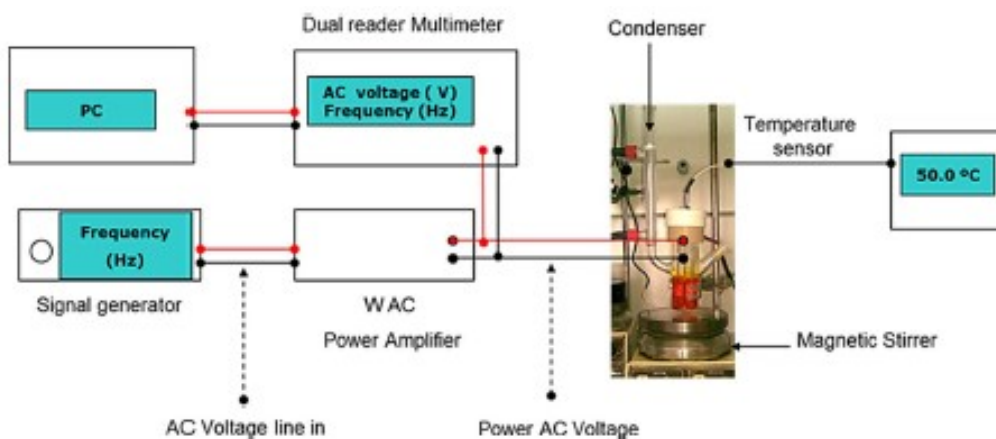 Dual reader Multimeter
Condenser
PC
AC voltage ( V)
Frequency (Hz)
Temperature
sensor
50.0 ºC
Frequency
(Hz)
Signal generator
W AC
Power Amplifier
Magnetic Stirrer
AC Voltage line in
Power AC Voltage